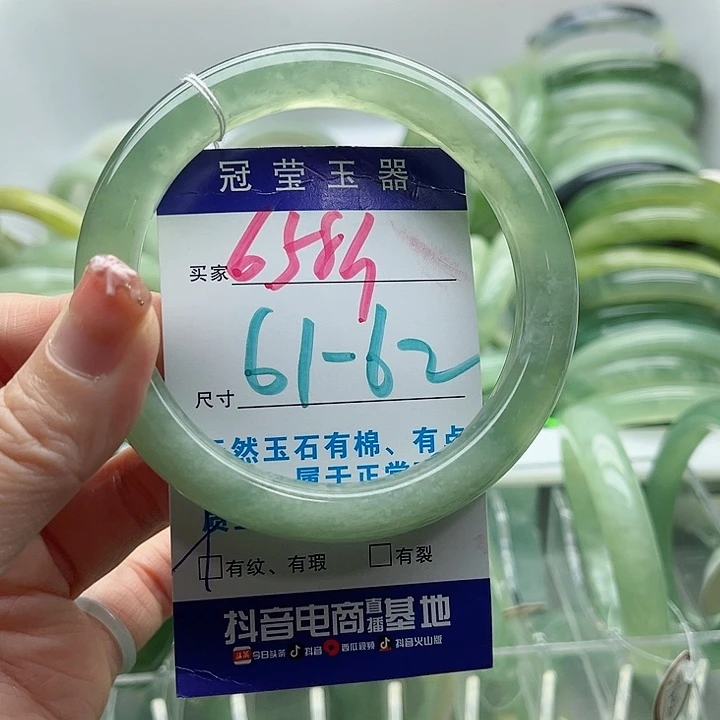 冠莹玉器
买家 6584
尺寸 61-62
然玉石有棉、有点
属于正常
□有纹、有瑕 □有裂
抖音电商直播基地
今日头条 抖音 西瓜视频 抖音火山版